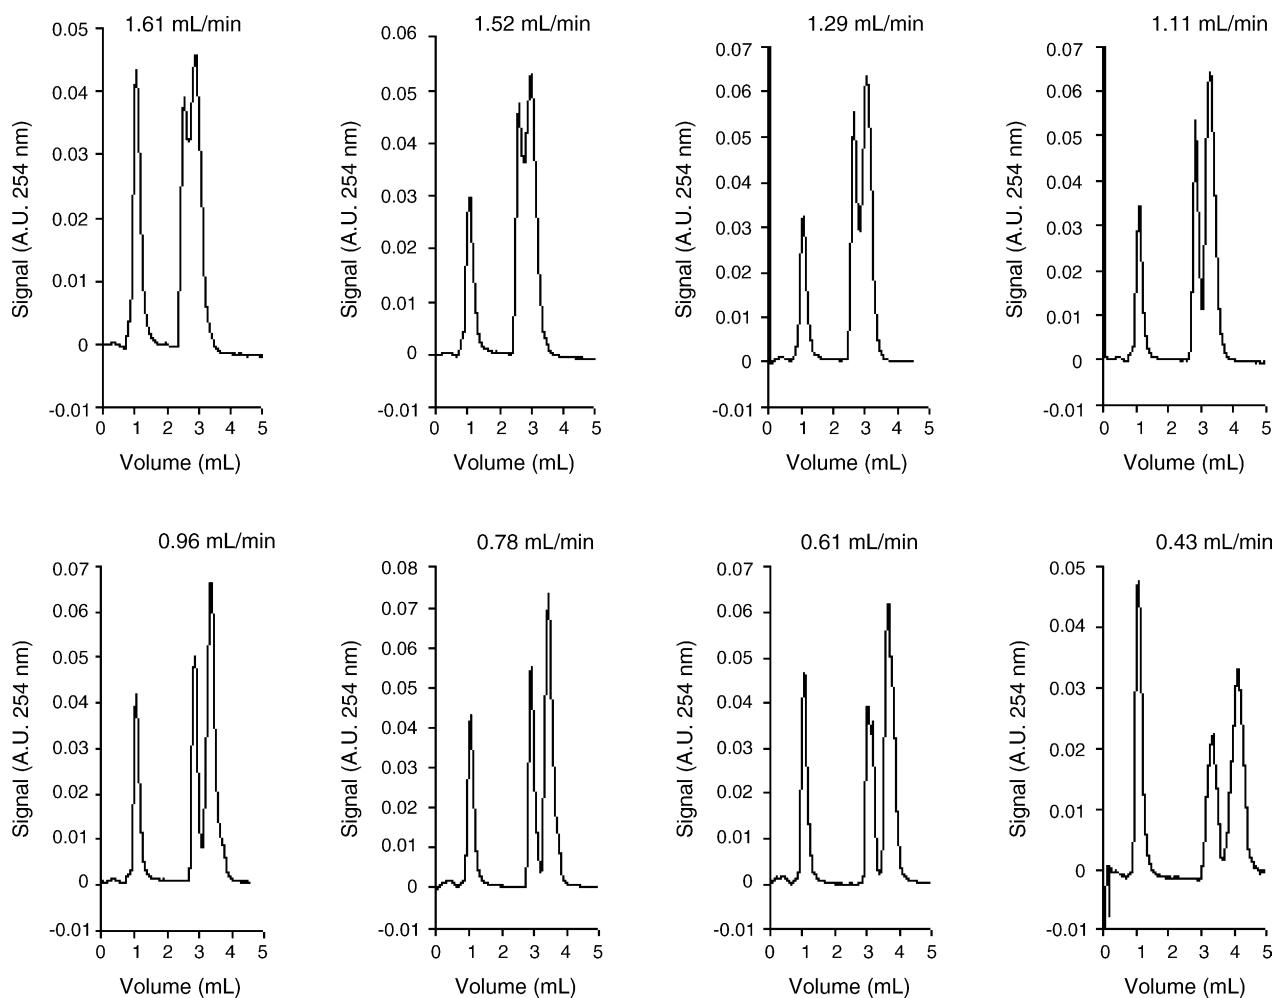 1.61 mL/min
0.05
0.04
0.03
0.02
0.01
0
-0.01
Signal (A.U. 254 nm)
0 1 2 3 4 5
Volume (mL)
1.52 mL/min
0.06
0.05
0.04
0.03
0.02
0.01
0
-0.01
Signal (A.U. 254 nm)
0 1 2 3 4 5
Volume (mL)
1.29 mL/min
0.07
0.06
0.05
0.04
0.03
0.02
0.01
0
-0.01
Signal (A.U. 254 nm)
0 1 2 3 4 5
Volume (mL)
1.11 mL/min
0.07
0.06
0.05
0.04
0.03
0.02
0.01
0
-0.01
Signal (A.U. 254 nm)
0 1 2 3 4 5
Volume (mL)
0.96 mL/min
0.07
0.06
0.05
0.04
0.03
0.02
0.01
0
-0.01
Signal (A.U. 254 nm)
0 1 2 3 4 5
Volume (mL)
0.78 mL/min
0.08
0.07
0.06
0.05
0.04
0.03
0.02
0.01
0
-0.01
Signal (A.U. 254 nm)
0 1 2 3 4 5
Volume (mL)
0.61 mL/min
0.07
0.06
0.05
0.04
0.03
0.02
0.01
0
-0.01
Signal (A.U. 254 nm)
0 1 2 3 4 5
Volume (mL)
0.43 mL/min
0.05
0.04
0.03
0.02
0.01
0
-0.01
Signal (A.U. 254 nm)
0 1 2 3 4 5
Volume (mL)